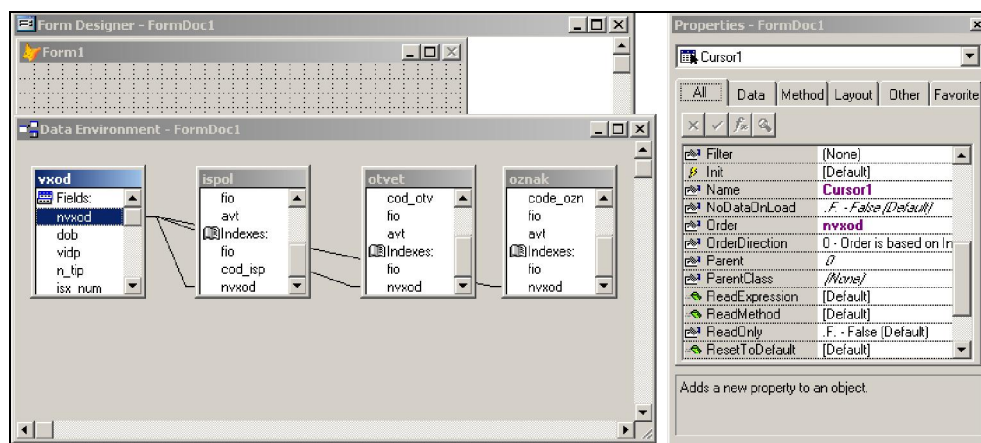 Form Designer - FormDoc1
Form1
Data Environment - FormDoc1
vxod
Fields:
nvxod
dob
vidp
n_tip
isx_num
ispol
fio
avt
Indexes:
fio
cod_isp
nvxod
otvet
cod_otv
fio
avt
Indexes:
fio
nvxod
oznak
code_ozn
fio
avt
Indexes:
fio
nvxod
Properties - FormDoc1
Cursor1
All Data Method Layout Other Favorite
Filter (None)
Init [Default]
Name Cursor1
NoDataOnLoad .F. - False (Default)
Order nvxod
OrderDirection 0 - Order is based on In
Parent 0
ParentClass (None)
ReadExpression [Default]
ReadMethod [Default]
ReadOnly .F. - False (Default)
ResetToDefault [Default]
Adds a new property to an object.